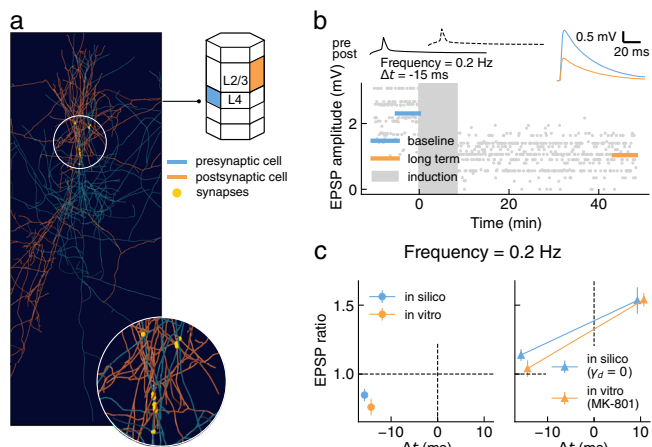 a
L2/3
L4
presynaptic cell
postsynaptic cell
synapses
b
pre
post
Frequency = 0.2 Hz
Δt = -15 ms
0.5 mV
20 ms
EPSP amplitude (mV)
2
0
baseline
long term
induction
0
20
40
Time (min)
c
Frequency = 0.2 Hz
EPSP ratio
1.5
1.0
in silico
in vitro
−10
0
10
Δt (ms)
in silico
(γd = 0)
in vitro
(MK-801)
−10
0
10
Δt (ms)